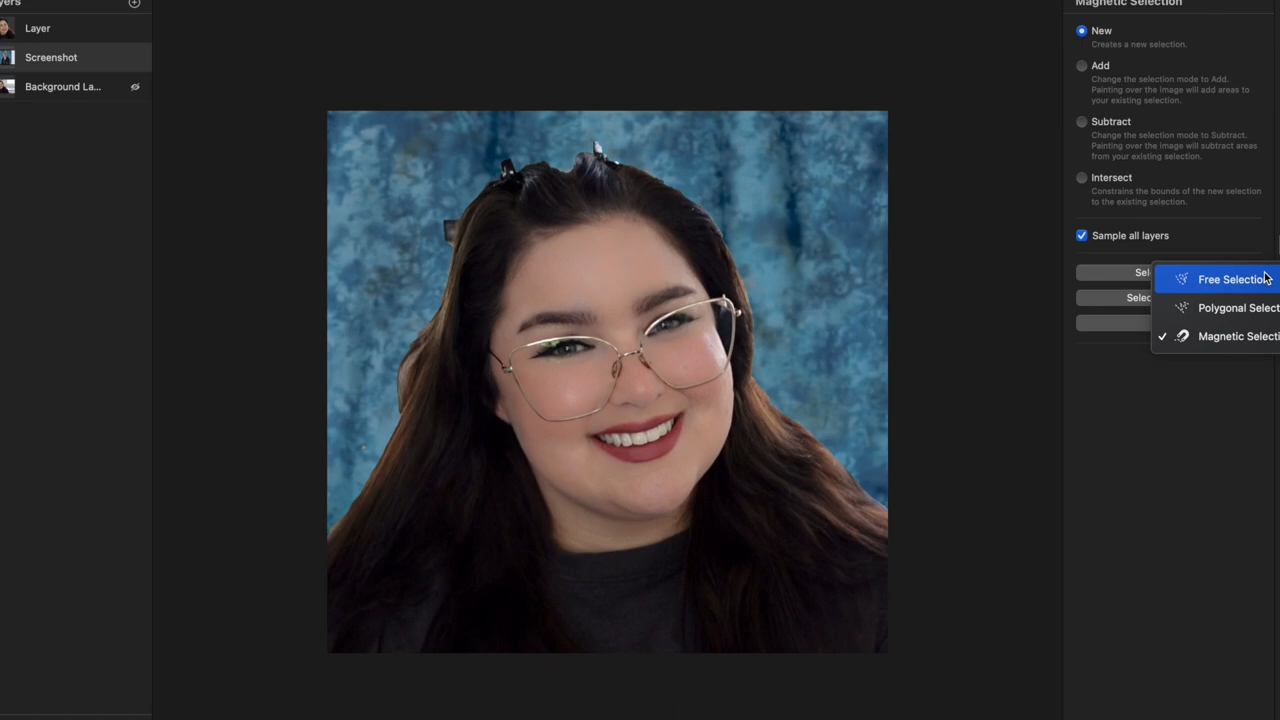 Layer
Screenshot
Background La...
Magnetic Selection
New
Creates a new selection.
Add
Change the selection mode to Add.
Painting over the image will add areas to
your existing selection.
Subtract
Change the selection mode to Subtract.
Painting over the image will subtract areas
from your existing selection.
Intersect
Constrains the bounds of the new selection
to the existing selection.
Sample all layers
Free Selection
Polygonal Select
Magnetic Selecti